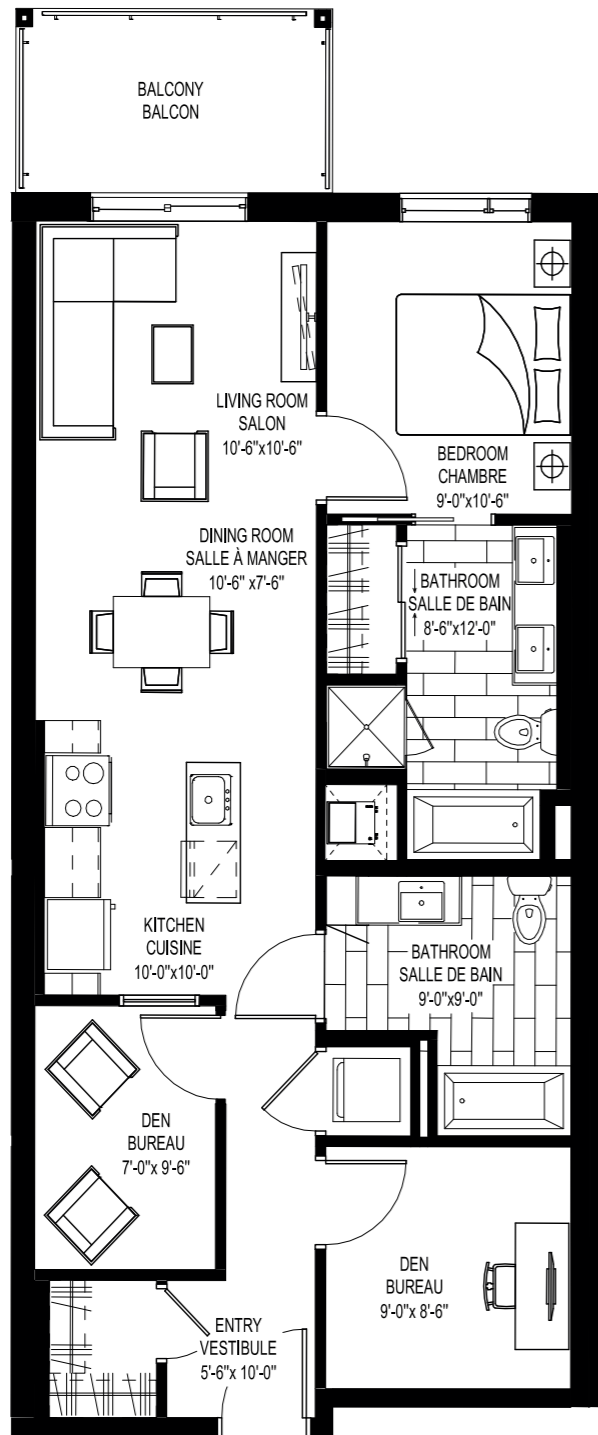 BALCONY
BALCON
LIVING ROOM
SALON
10'-6"x10'-6"
BEDROOM
CHAMBRE
9'-0"x10'-6"
DINING ROOM
SALLE À MANGER
10'-6" x7'-6"
BATHROOM
SALLE DE BAIN
8'-6"x12'-0"
KITCHEN
CUISINE
10'-0"x10'-0"
BATHROOM
SALLE DE BAIN
9'-0"x9'-0"
DEN
BUREAU
7'-0"x 9'-6"
DEN
BUREAU
9'-0"x 8'-6"
ENTRY
VESTIBULE
5'-6"x 10'-0"